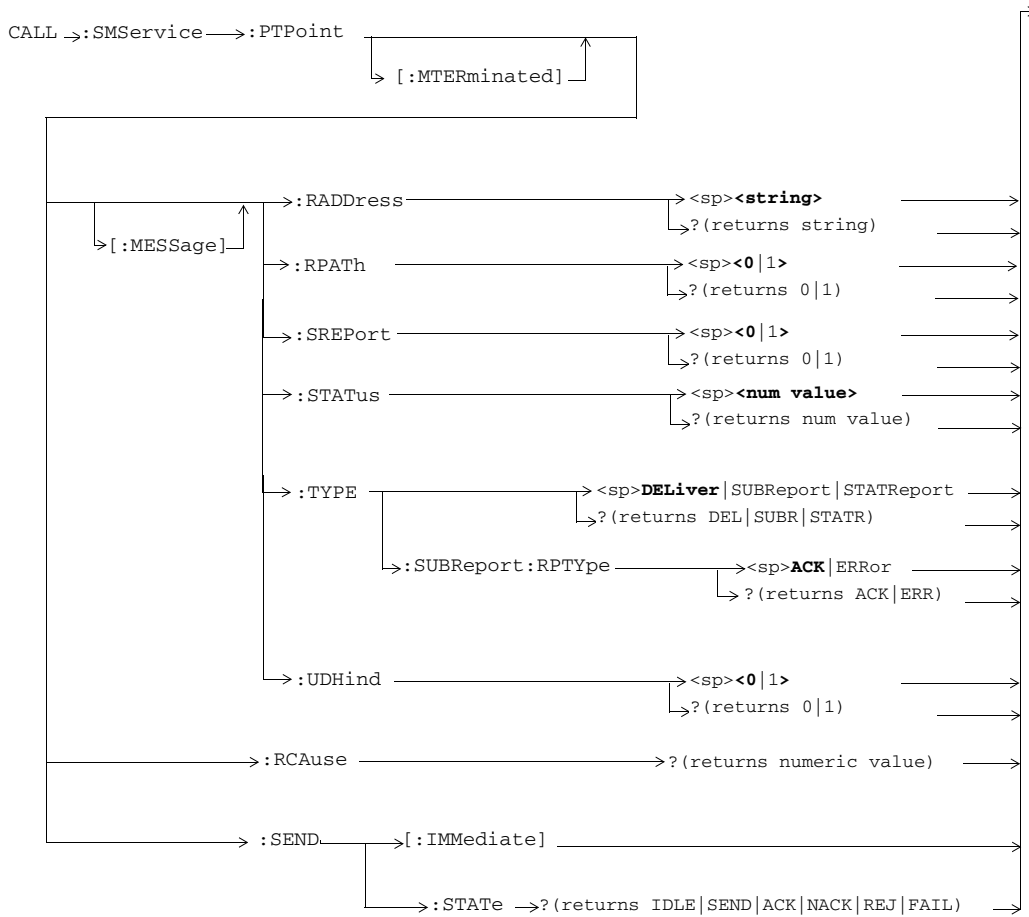 CALL :SMService :PTPoint
[:MTERminated]
:RADDress <sp><string>
?(returns string)
[:MESSage]
:RPATh <sp><0|1>
?(returns 0|1)
:SREPort <sp><0|1>
?(returns 0|1)
:STATus <sp><num value>
?(returns num value)
:TYPE <sp>DELiver|SUBReport|STATReport
?(returns DEL|SUBR|STATR)
:SUBReport:RPTYpe <sp>ACK|ERRor
?(returns ACK|ERR)
:UDHind <sp><0|1>
?(returns 0|1)
:RCAuse ?(returns numeric value)
:SEND [:IMMediate]
:STATe ?(returns IDLE|SEND|ACK|NACK|REJ|FAIL)